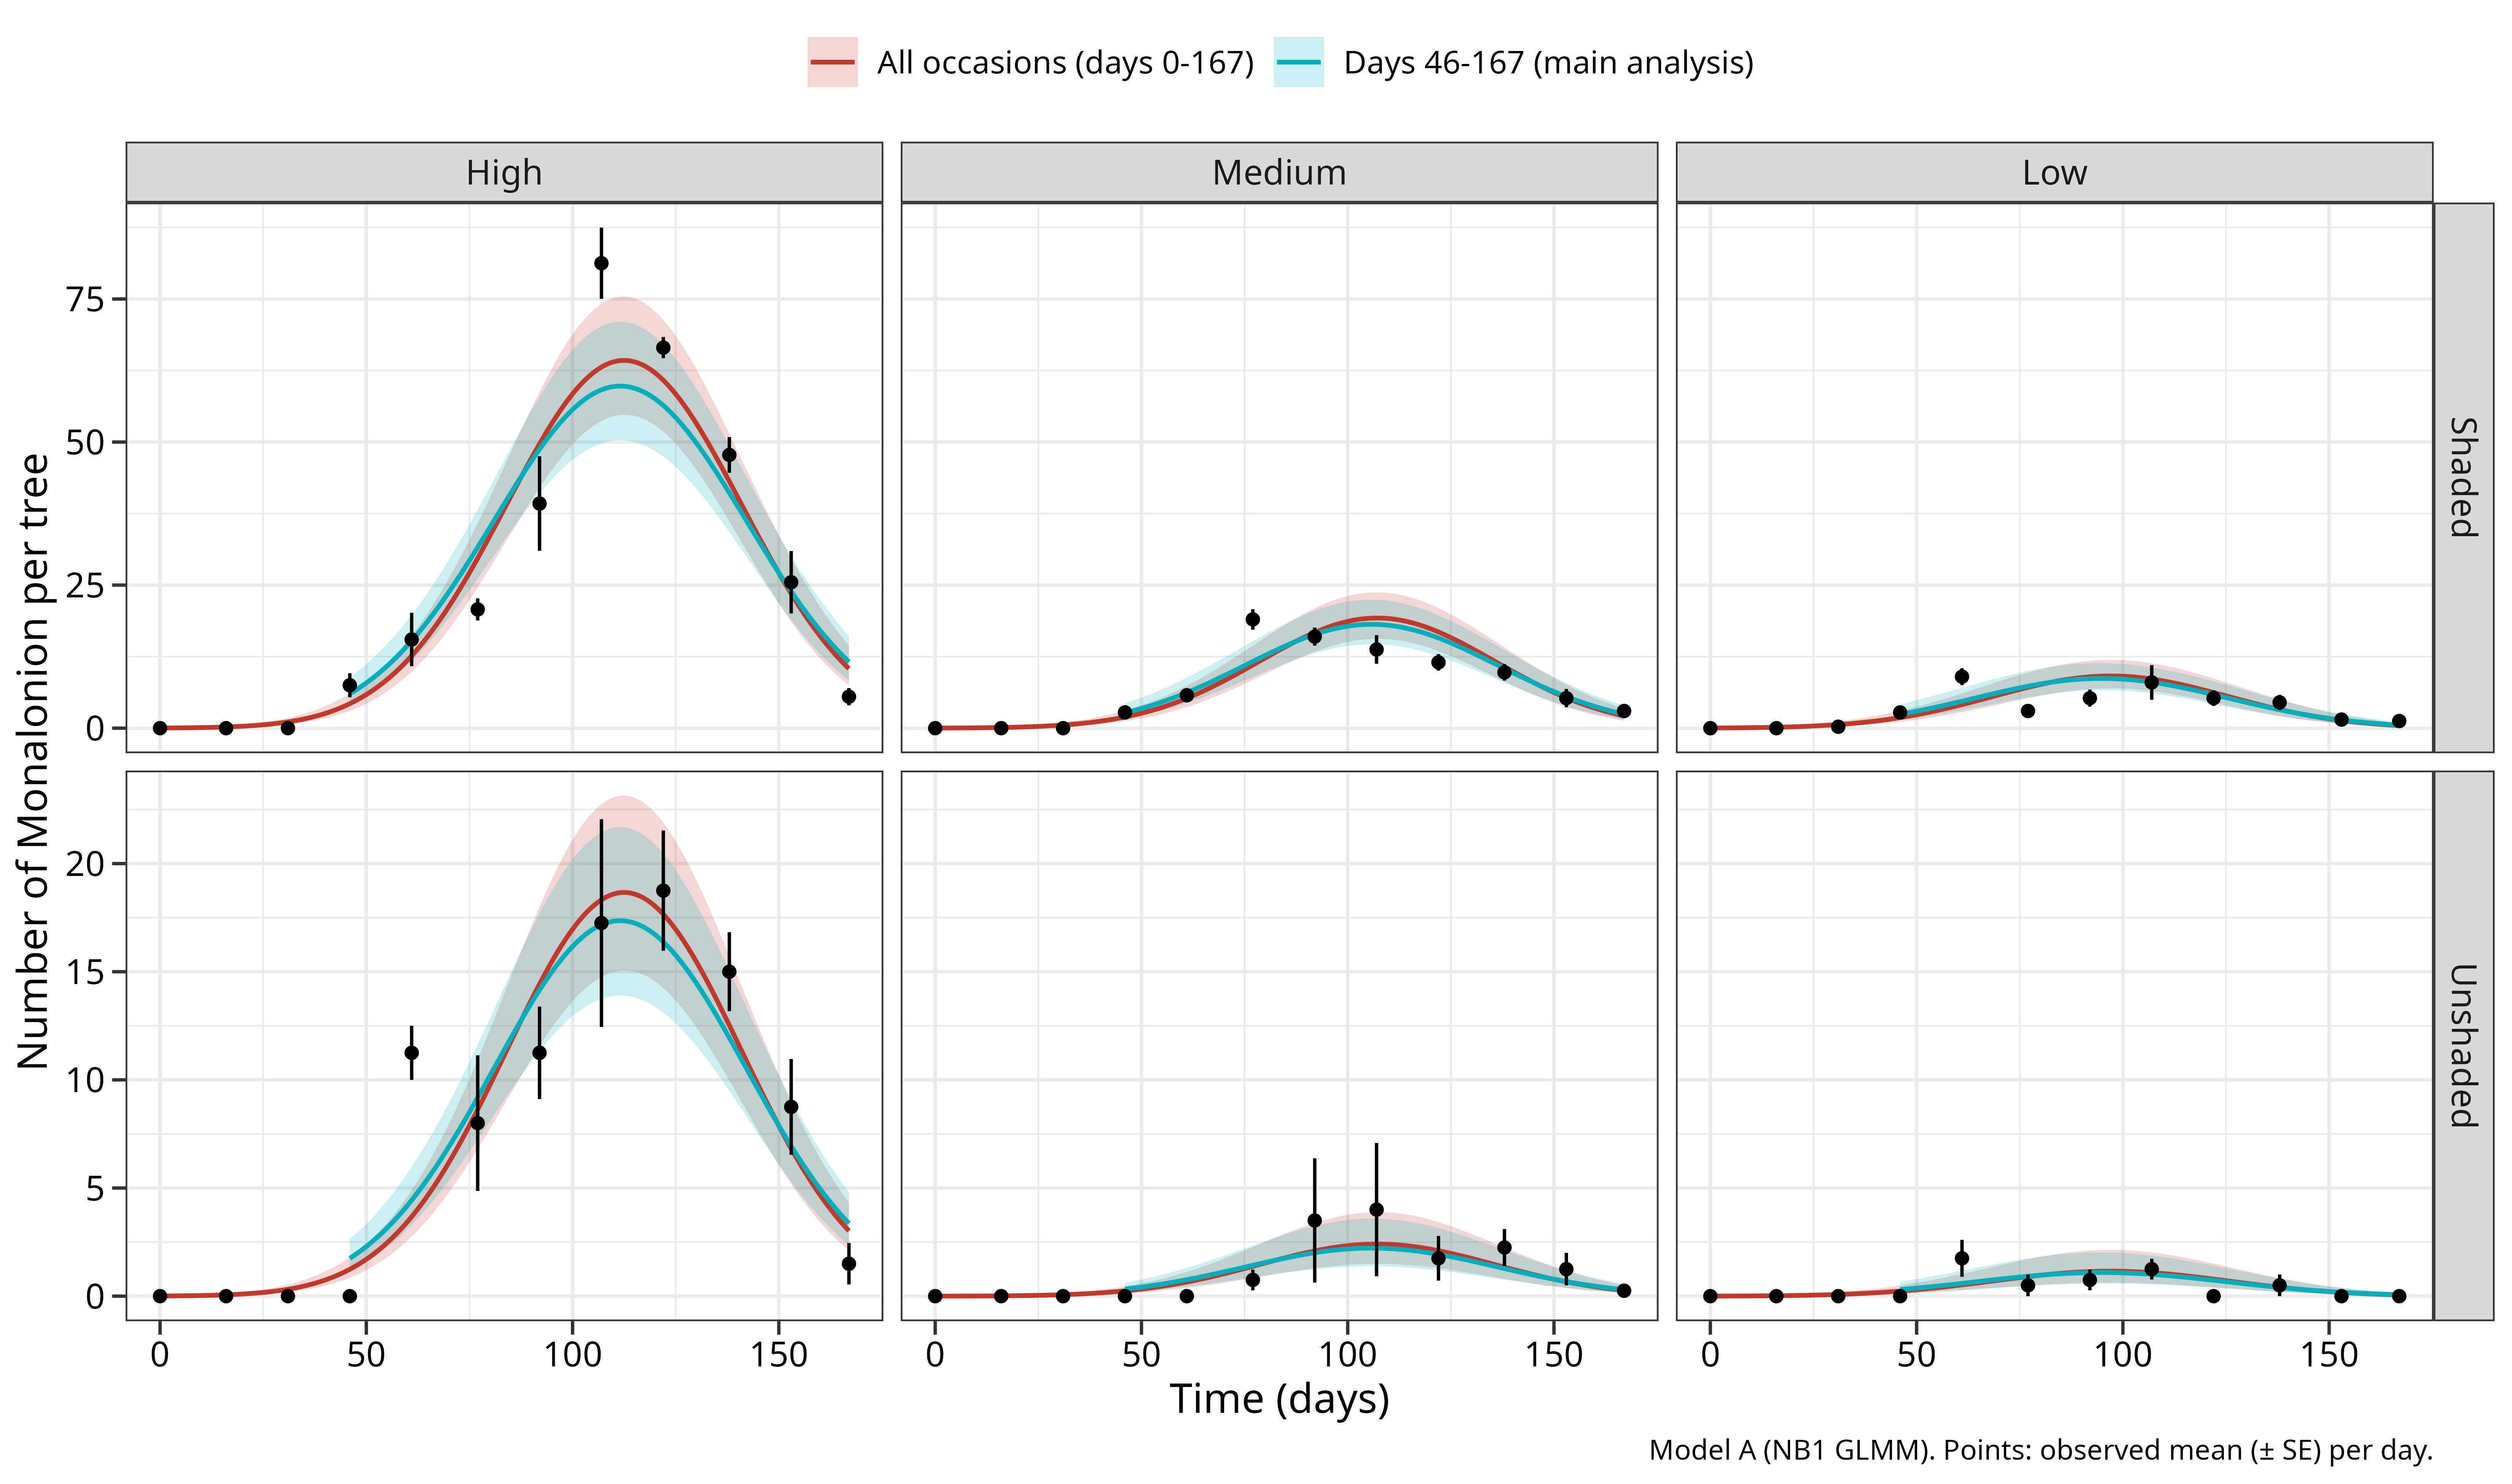 All occasions (days 0-167) Days 46-167 (main analysis)
High Medium Low
Number of Monalonion per tree
75
50
25
0
Shaded
20
15
10
5
0
Unshaded
0 50 100 150 0 50 100 150 0 50 100 150
Time (days)
Model A (NB1 GLMM). Points: observed mean (± SE) per day.